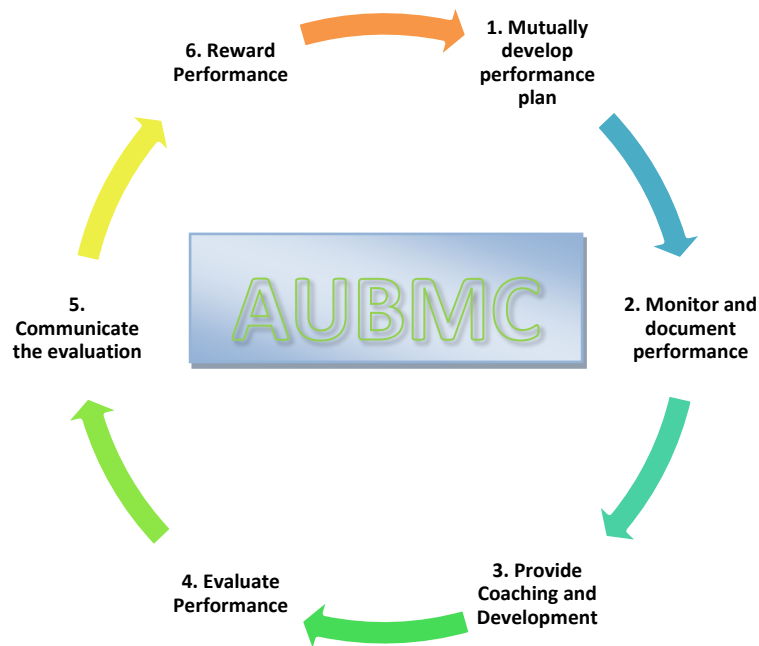 1. Mutually
develop
performance
plan
2. Monitor and
document
performance
3. Provide
Coaching and
Development
4. Evaluate
Performance
5.
Communicate
the evaluation
6. Reward
Performance
AUBMC